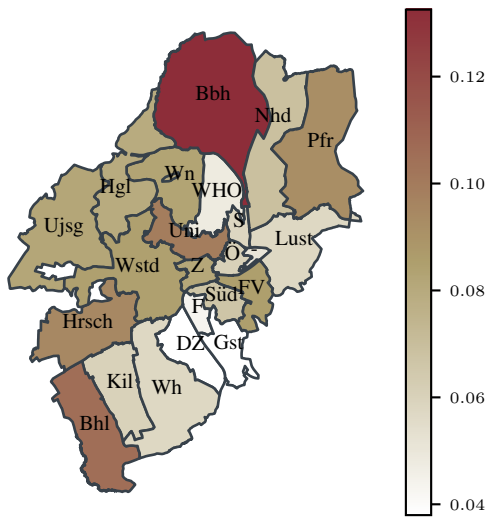 Bbh
Nhd
Pfr
Hgl
Wn
WHO
Ujsg
Uni
S
Lust
Wstd
Z
Ö
Hrsch
F
Süd
FV
DZ
Gst
Kil
Wh
Bhl
0.12
0.10
0.08
0.06
0.04